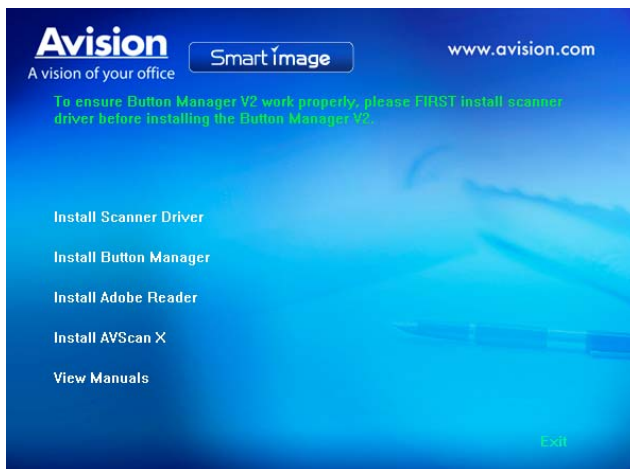 Avision
A vision of your office
Smart image
www.avision.com
To ensure Button Manager V2 work properly, please FIRST install scanner
driver before installing the Button Manager V2.
Install Scanner Driver
Install Button Manager
Install Adobe Reader
Install AVScan X
View Manuals
Exit